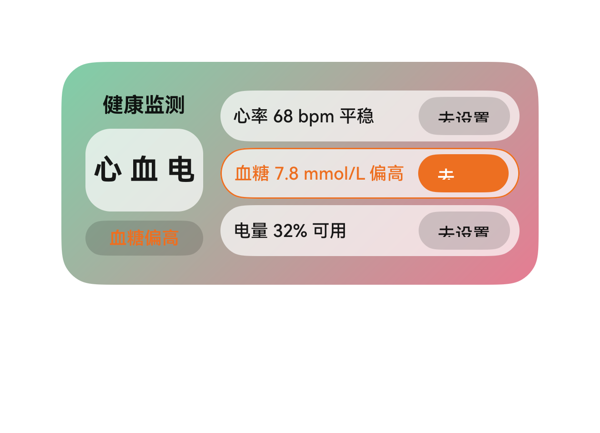 健康监测
心 血 电
血糖偏高
心率 68 bpm 平稳
去设置
血糖 7.8 mmol/L 偏高
去
电量 32% 可用
去设置